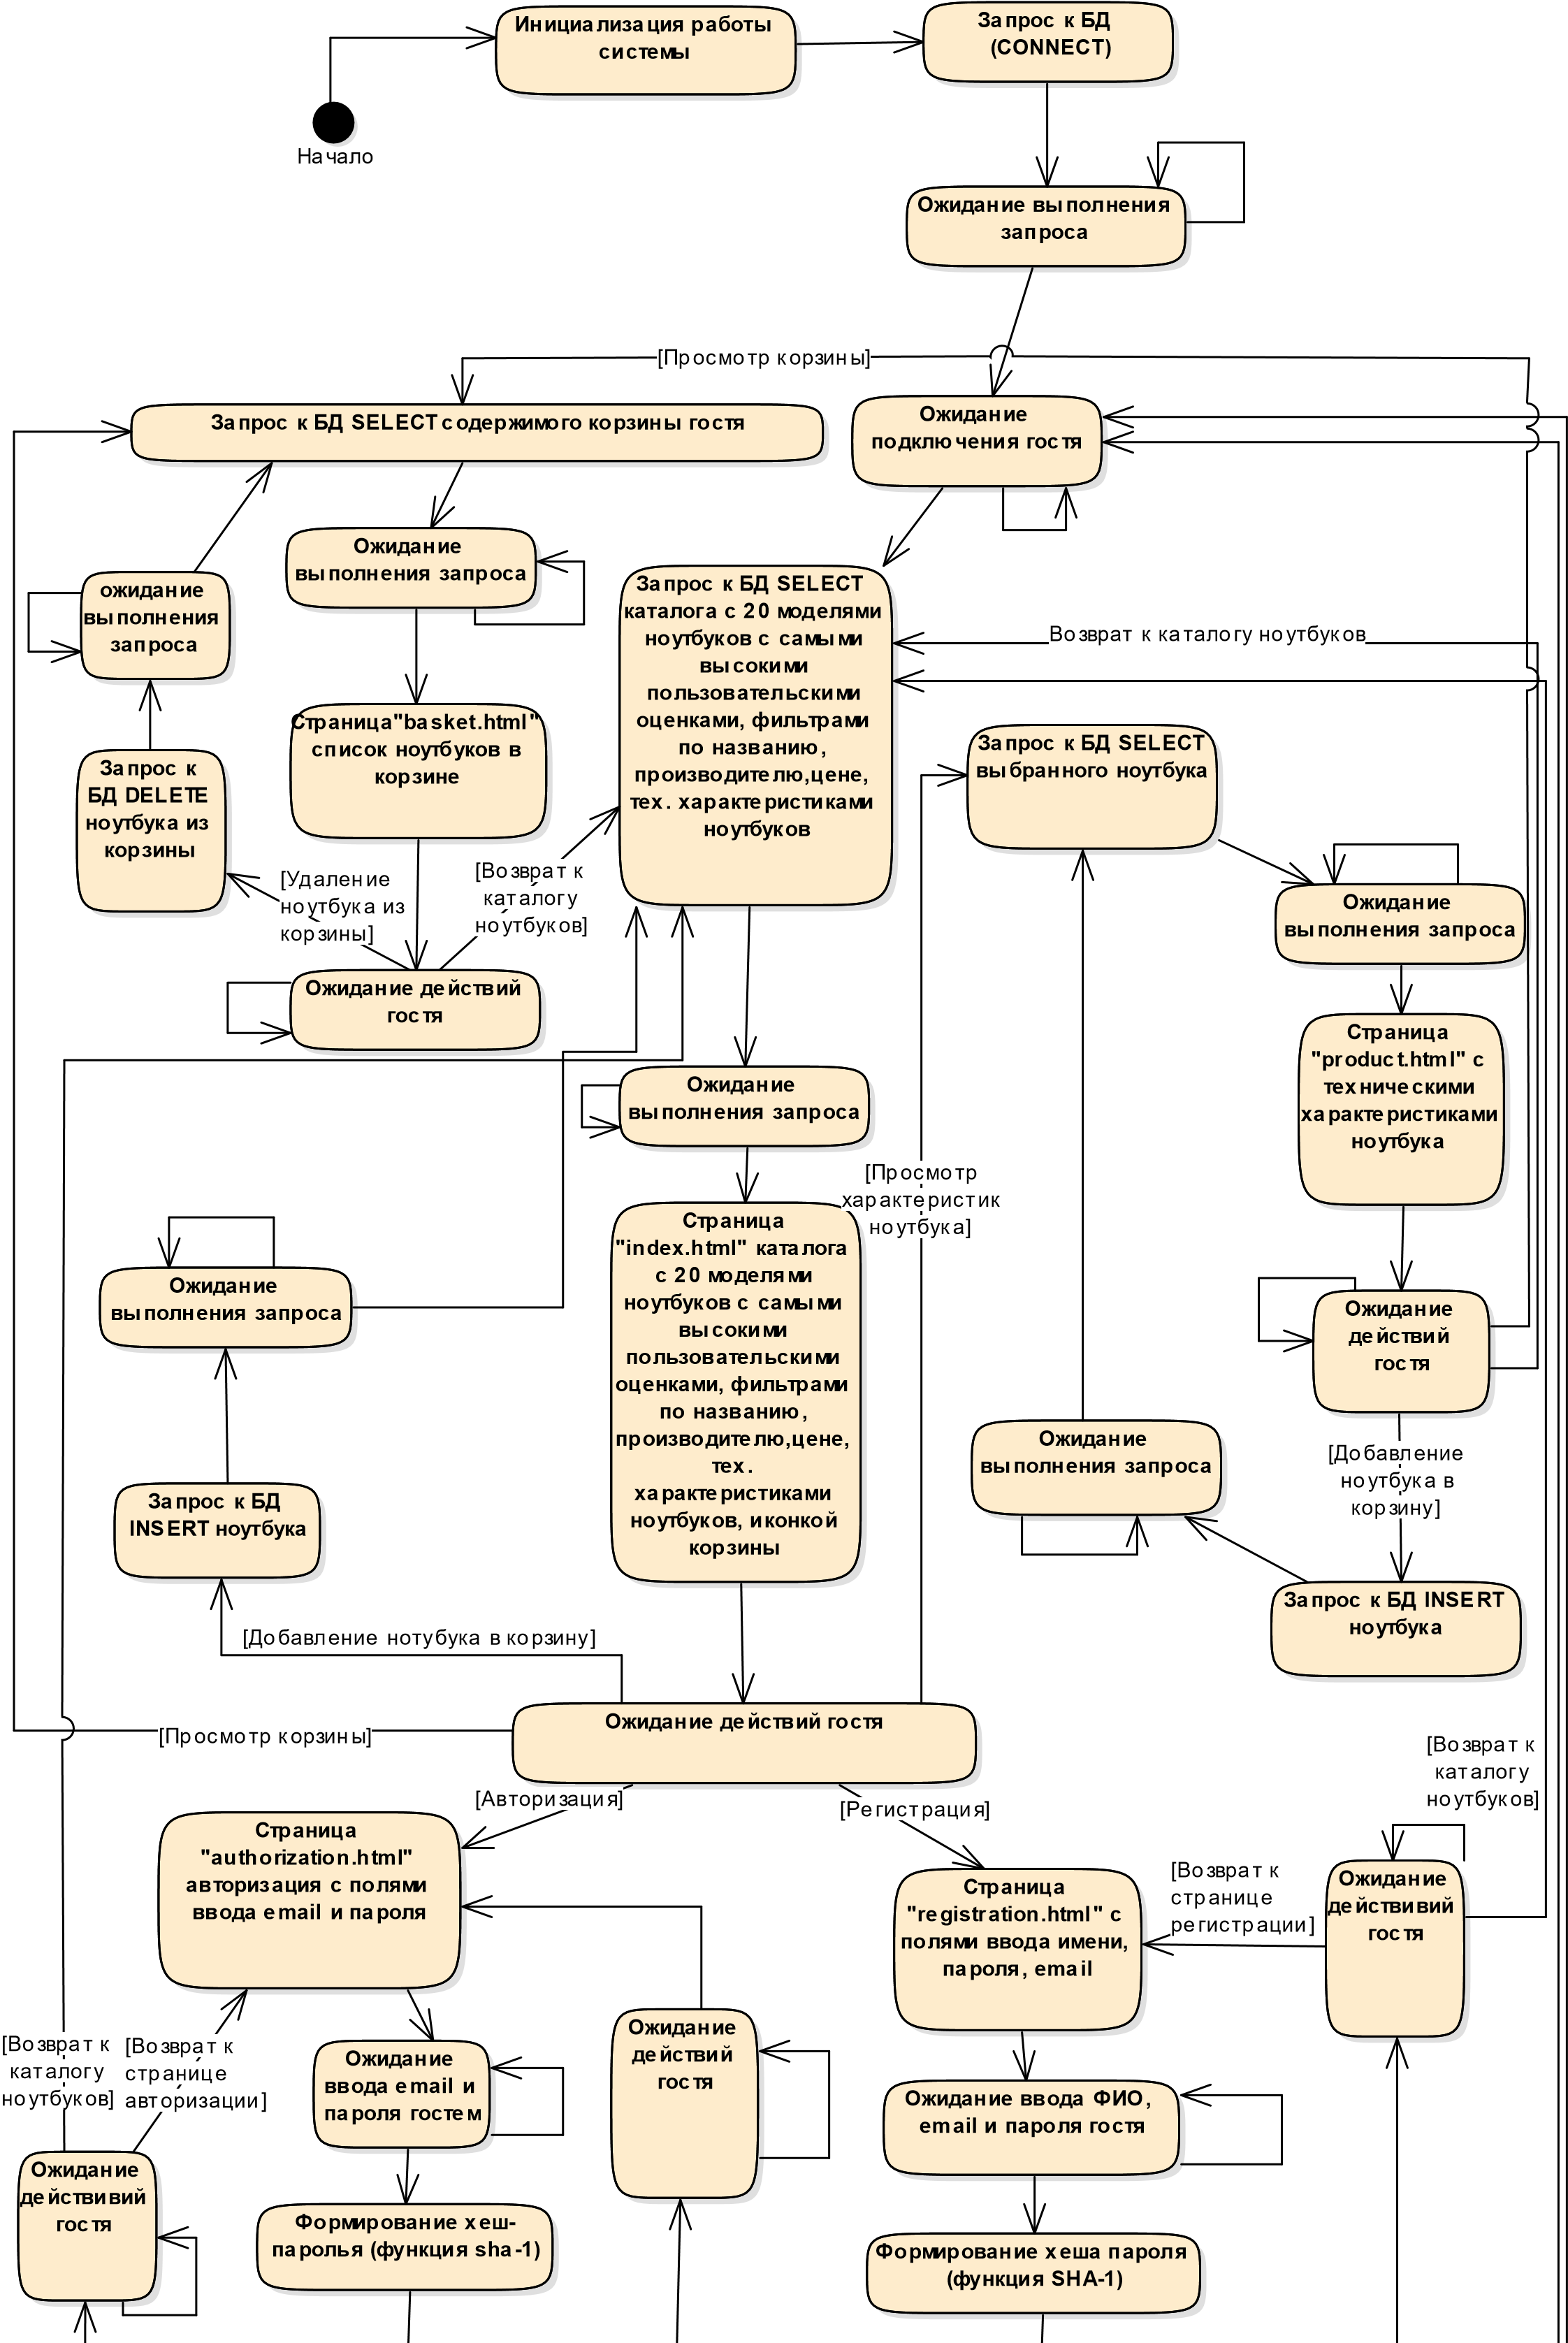 Инициализация работы
системы
Запрос к БД
(CONNECT)
Начало
Ожидание выполнения
запроса
[Просмотр корзины]
Запрос к БД SELECT содержимого корзины гостя
Ожидание
подключения гостя
Ожидание
выполнения запроса
ожидание
выполнения
запроса
Запрос к БД SELECT
каталога с 20 моделями
ноутбуков с самыми
высокими
пользовательскими
оценками, фильтрами
по названию,
производителю,цене,
тех. характеристиками
ноутбуков
Возврат к каталогу ноутбуков
Страница"basket.html"
список ноутбуков в
корзине
Запрос к БД SELECT
выбранного ноутбука
Запрос к
БД DELETE
ноутбука из
корзины
[Удаление
ноутбука из
корзины]
[Возврат к
каталогу
ноутбуков]
Ожидание
выполнения запроса
Ожидание действий
гостя
Страница
"product.html" с
техническими
характеристиками
ноутбука
Ожидание
выполнения запроса
[Просмотр
характеристик
ноутбука]
Страница
"index.html" каталога
с 20 моделями
ноутбуков с самыми
высокими
пользовательскими
оценками, фильтрами
по названию,
производителю,цене,
тех.
характеристиками
ноутбуков, иконкой
корзины
Ожидание
выполнения запроса
Ожидание
действий
гостя
Ожидание
выполнения запроса
[Добавление
ноутбука в
корзину]
Запрос к БД
INSERT ноутбука
Запрос к БД INSERT
ноутбука
[Добавление нотубука в корзину]
Ожидание действий гостя
[Просмотр корзины]
[Возврат к
каталогу
ноутбуков]
[Авторизация]
[Регистрация]
Страница
"authorization.html"
авторизация с полями
ввода email и пароля
Страница
"registration.html" с
полями ввода имени,
пароля, email
[Возврат к
странице
регистрации]
Ожидание
действивий
гостя
[Возврат к
каталогу
ноутбуков]
[Возврат к
странице
авторизации]
Ожидание
ввода email и
пароля гостем
Ожидание
действий
гостя
Ожидание ввода ФИО,
email и пароля гостя
Ожидание
действивий
гостя
Формирование хеш-
паролья (функция sha-1)
Формирование хеша пароля
(функция SHA-1)